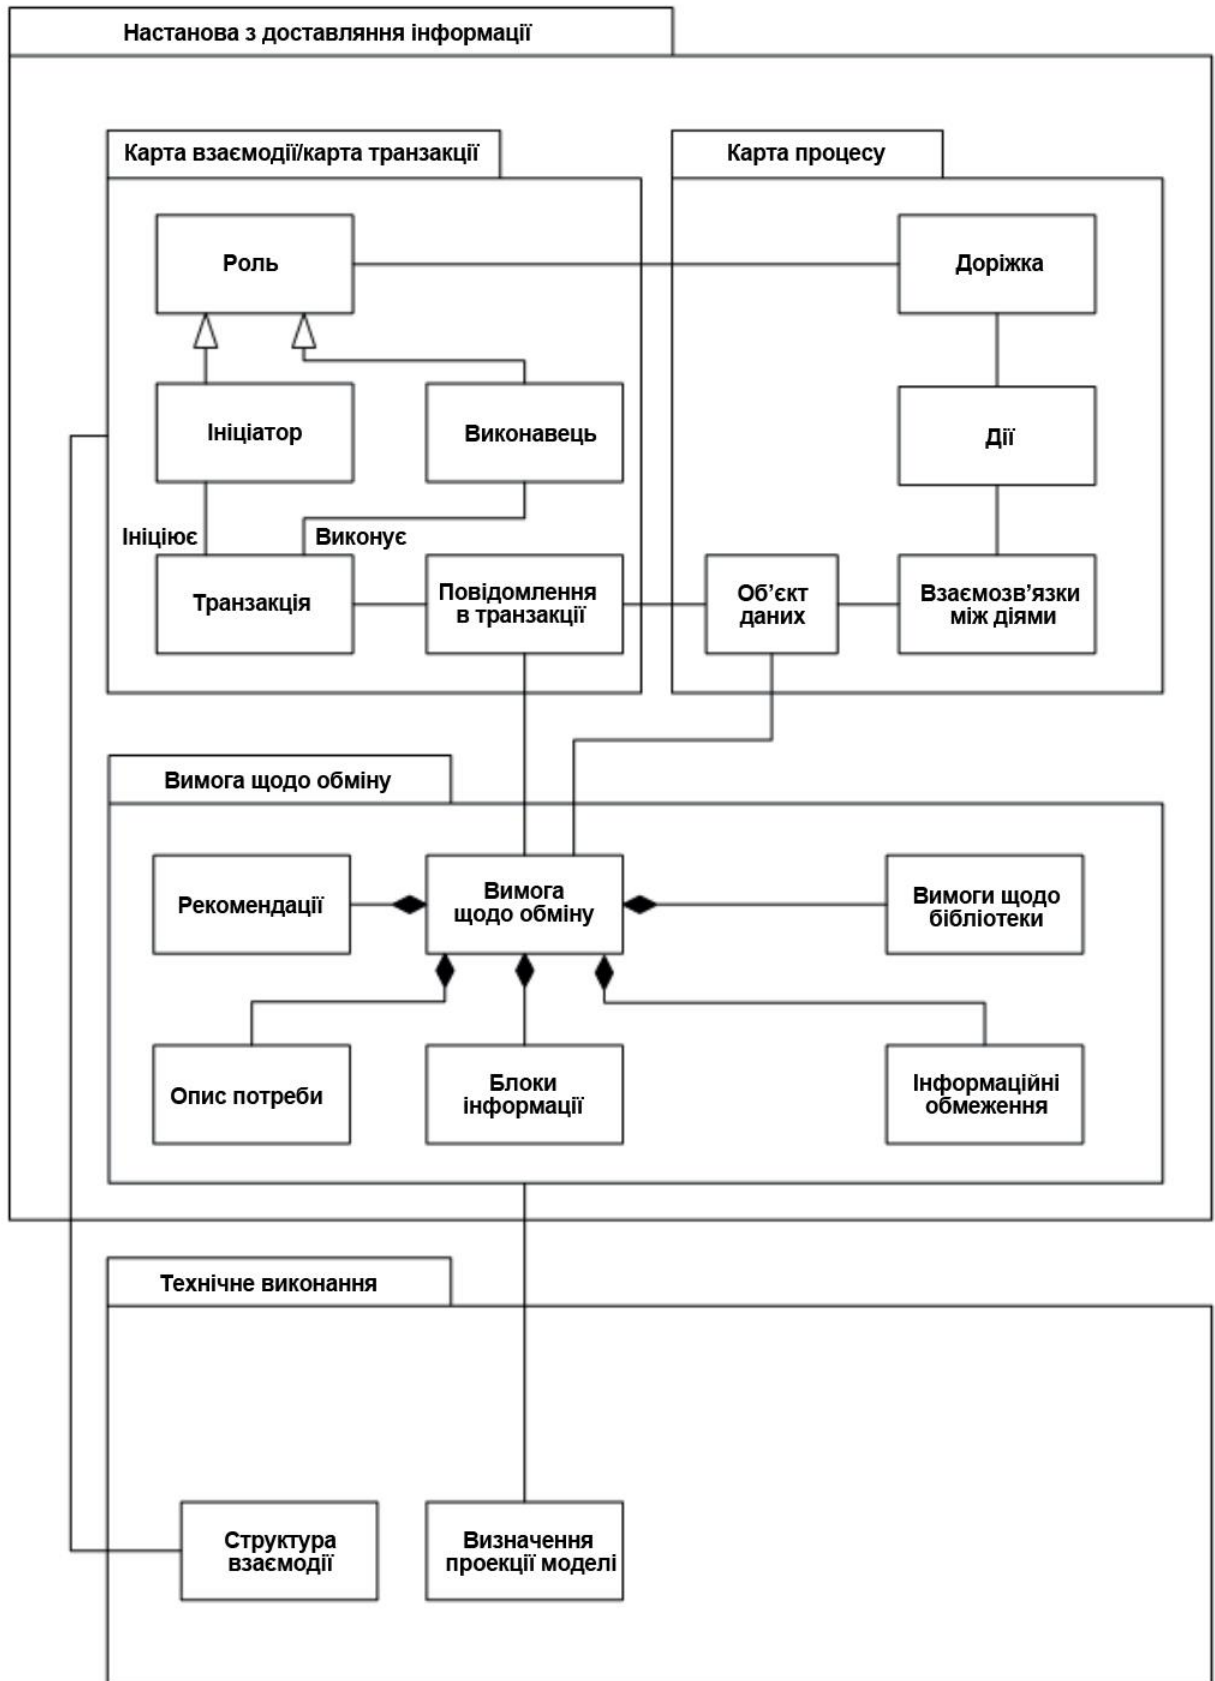 Настанова з доставляння інформації
Карта взаємодії/карта транзакції
Карта процесу
Роль
Доріжка
Ініціатор
Виконавець
Дії
Ініціює
Виконує
Транзакція
Повідомлення
в транзакції
Об’єкт
даних
Взаємозв’язки
між діями
Вимога щодо обміну
Рекомендації
Вимога
щодо обміну
Вимоги щодо
бібліотеки
Опис потреби
Блоки
інформації
Інформаційні
обмеження
Технічне виконання
Структура
взаємодії
Визначення
проекції моделі